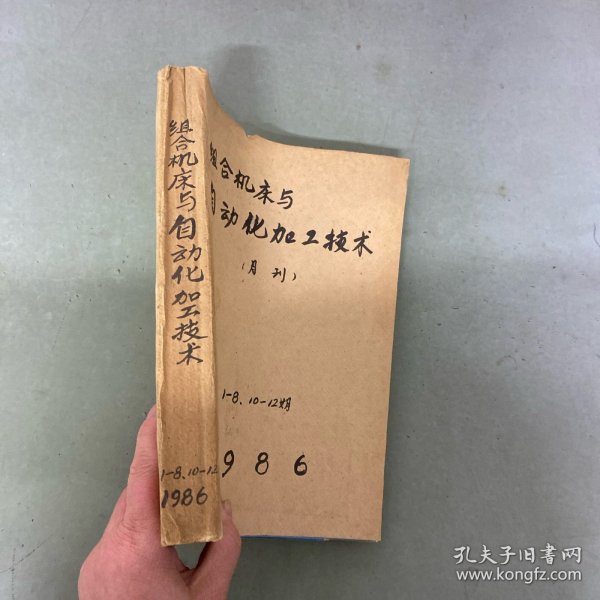 组合机床与自动化加工技术
1-8、10-12
1986
组合机床与
自动化加工技术
（月刊）
1-8、10-12期
986
孔夫子旧书网
www.kongfz.com